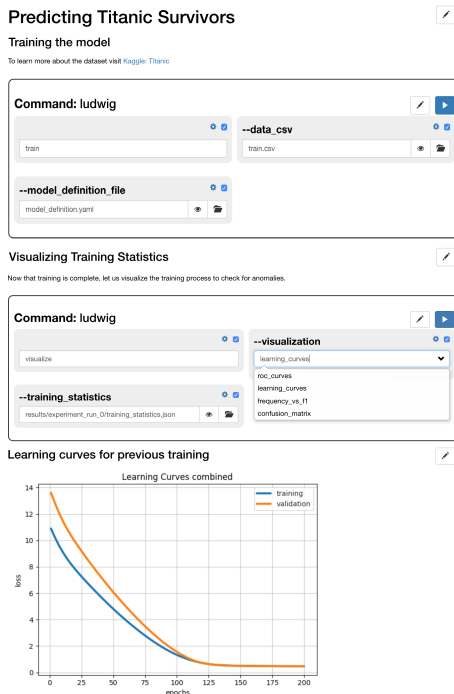 Predicting Titanic Survivors
Training the model
To learn more about the dataset visit Kaggle: Titanic
Command: ludwig
train
--data_csv
train.csv
--model_definition_file
model_definition.yaml
Visualizing Training Statistics
Now that training is complete, let us visualize the training process to check for anomalies.
Command: ludwig
visualize
--visualization
learning_curves
roc_curves
learning_curves
frequency_vs_f1
confusion_matrix
--training_statistics
results/experiment_run_0/training_statistics.json
Learning curves for previous training
Learning Curves combined
training
validation
14
12
10
8
6
4
2
0
loss
0 25 50 75 100 125 150 175 200
epochs